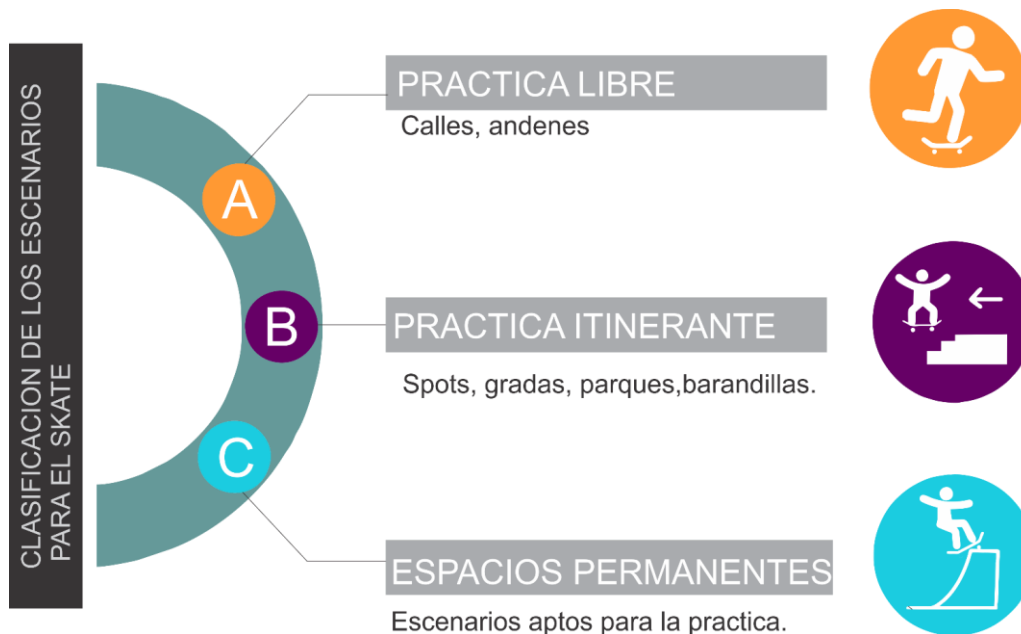 CLASIFICACION DE LOS ESCENARIOS
PARA EL SKATE
A
PRACTICA LIBRE
Calles, andenes
B
PRACTICA ITINERANTE
Spots, gradas, parques,barandillas.
C
ESPACIOS PERMANENTES
Escenarios aptos para la practica.